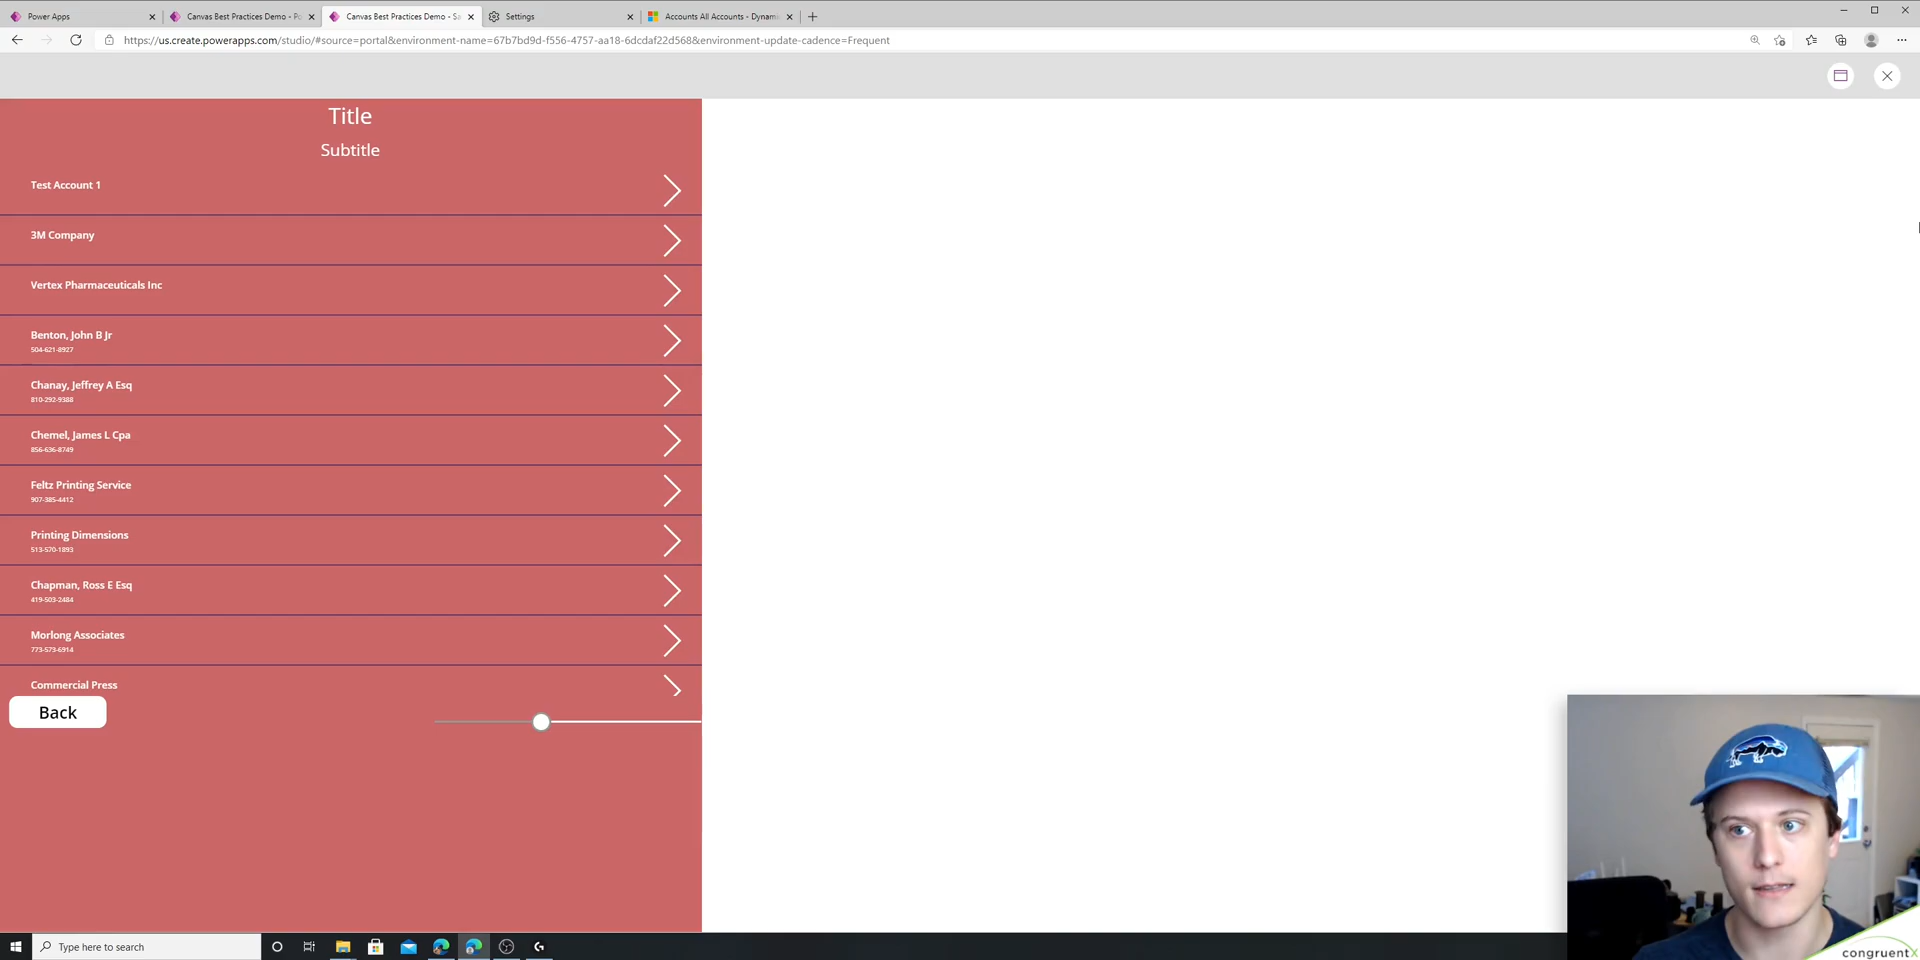 Power Apps
Canvas Best Practices Demo - Po
Canvas Best Practices Demo - Sa
Settings
Accounts All Accounts - Dynami
https://us.create.powerapps.com/studio/#source=portal&environment-name=67b7bd9d-f556-4757-aa18-6dcdaf22d568&environment-update-cadence=Frequent
Title
Subtitle
Test Account 1
3M Company
Vertex Pharmaceuticals Inc
Benton, John B Jr
504-621-8927
Chanay, Jeffrey A Esq
810-292-9388
Chemel, James L Cpa
856-636-8749
Feltz Printing Service
907-385-4412
Printing Dimensions
513-570-1893
Chapman, Ross E Esq
419-503-2484
Morlong Associates
773-573-6914
Commercial Press
Back
Type here to search
congruentX